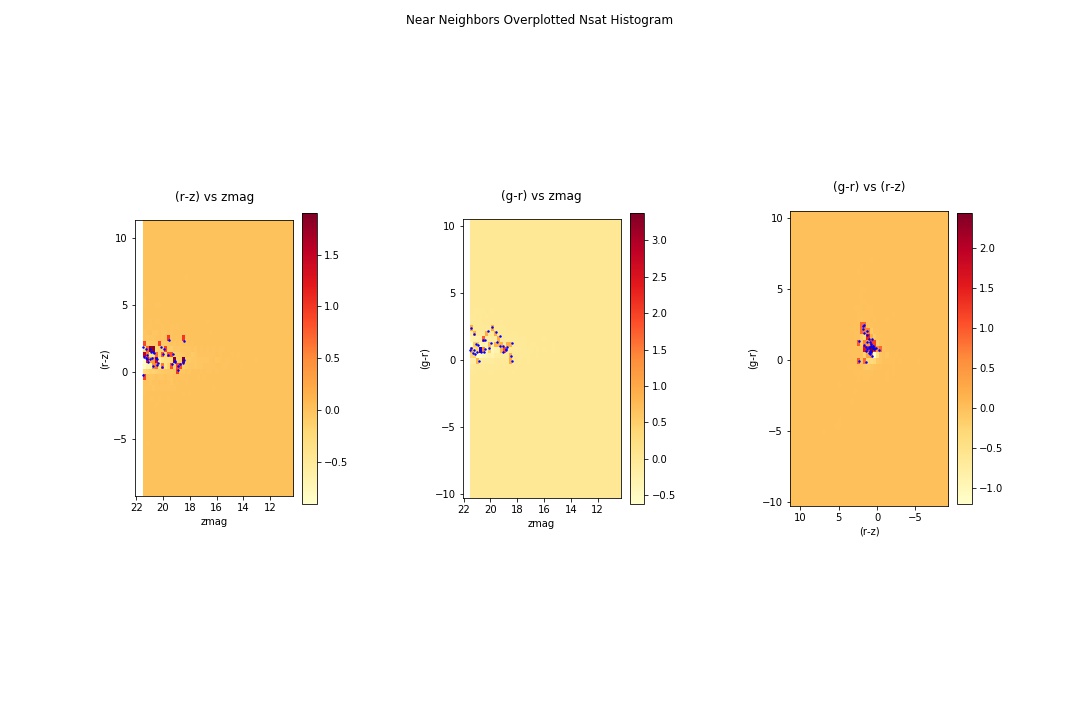 Near Neighbors Overplotted Nsat Histogram
(r-z) vs zmag
10
5
0
−5
(r-z)
22 20 18 16 14 12
zmag
1.5
1.0
0.5
0.0
−0.5
(g-r) vs zmag
10
5
0
−5
−10
(g-r)
22 20 18 16 14 12
zmag
3.0
2.5
2.0
1.5
1.0
0.5
0.0
−0.5
(g-r) vs (r-z)
10
5
0
−5
−10
(g-r)
10 5 0 −5
(r-z)
2.0
1.5
1.0
0.5
0.0
−0.5
−1.0